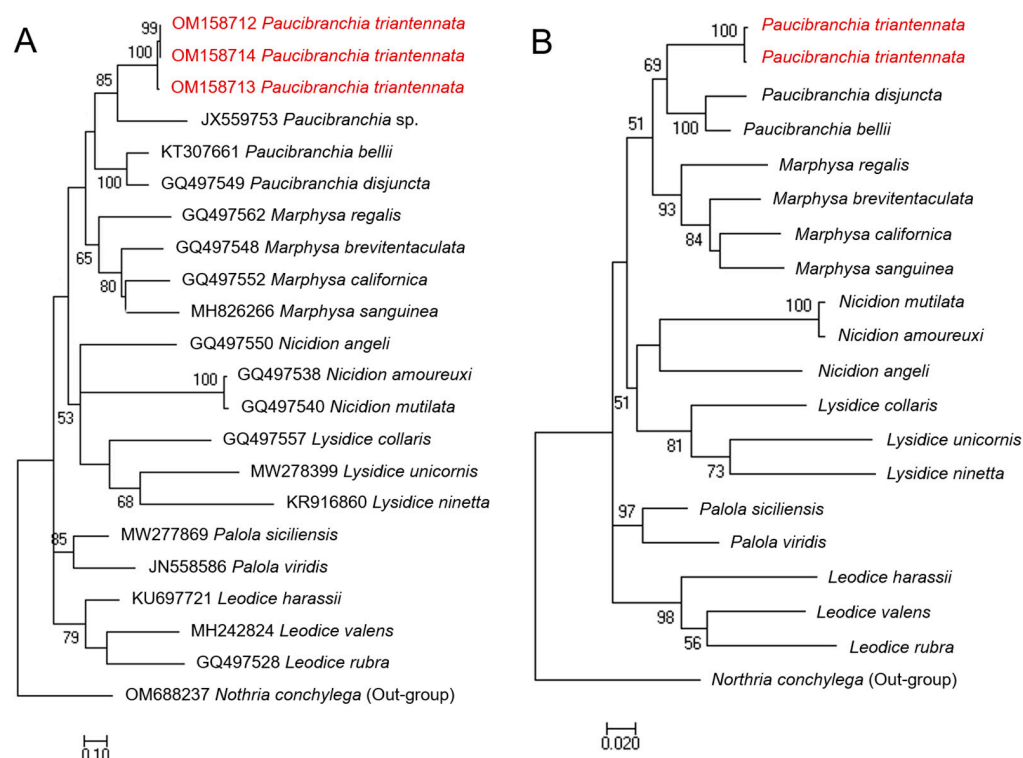 A
99
OM158712 Paucibranchia triantennata
100
OM158714 Paucibranchia triantennata
OM158713 Paucibranchia triantennata
85
JX559753 Paucibranchia sp.
KT307661 Paucibranchia bellii
100
GQ497549 Paucibranchia disjuncta
GQ497562 Marphysa regalis
65
GQ497548 Marphysa brevitentaculata
80
GQ497552 Marphysa californica
MH826266 Marphysa sanguinea
GQ497550 Nicidion angeli
100
GQ497538 Nicidion amoureuxi
53
GQ497540 Nicidion mutilata
GQ497557 Lysidice collaris
MW278399 Lysidice unicornis
68
KR916860 Lysidice ninetta
85
MW277869 Palola siciliensis
JN558586 Palola viridis
KU697721 Leodice harassii
79
MH242824 Leodice valens
GQ497528 Leodice rubra
OM688237 Nothria conchylega (Out-group)
0.10
B
100
Paucibranchia triantennata
Paucibranchia triantennata
69
Paucibranchia disjuncta
100
Paucibranchia bellii
51
Marphysa regalis
93
Marphysa brevitentaculata
84
Marphysa californica
Marphysa sanguinea
100
Nicidion mutilata
Nicidion amoureuxi
Nicidion angeli
51
Lysidice collaris
81
Lysidice unicornis
73
Lysidice ninetta
97
Palola siciliensis
Palola viridis
Leodice harassii
98
Leodice valens
56
Leodice rubra
Northria conchylega (Out-group)
0.020